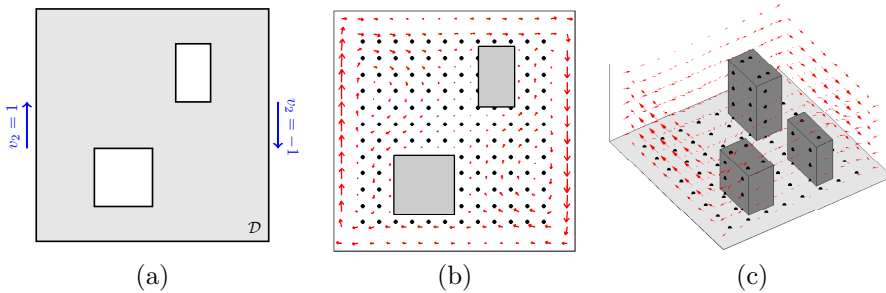 v₂ = 1
v₂ = −1
𝒟
(a)
(b)
(c)